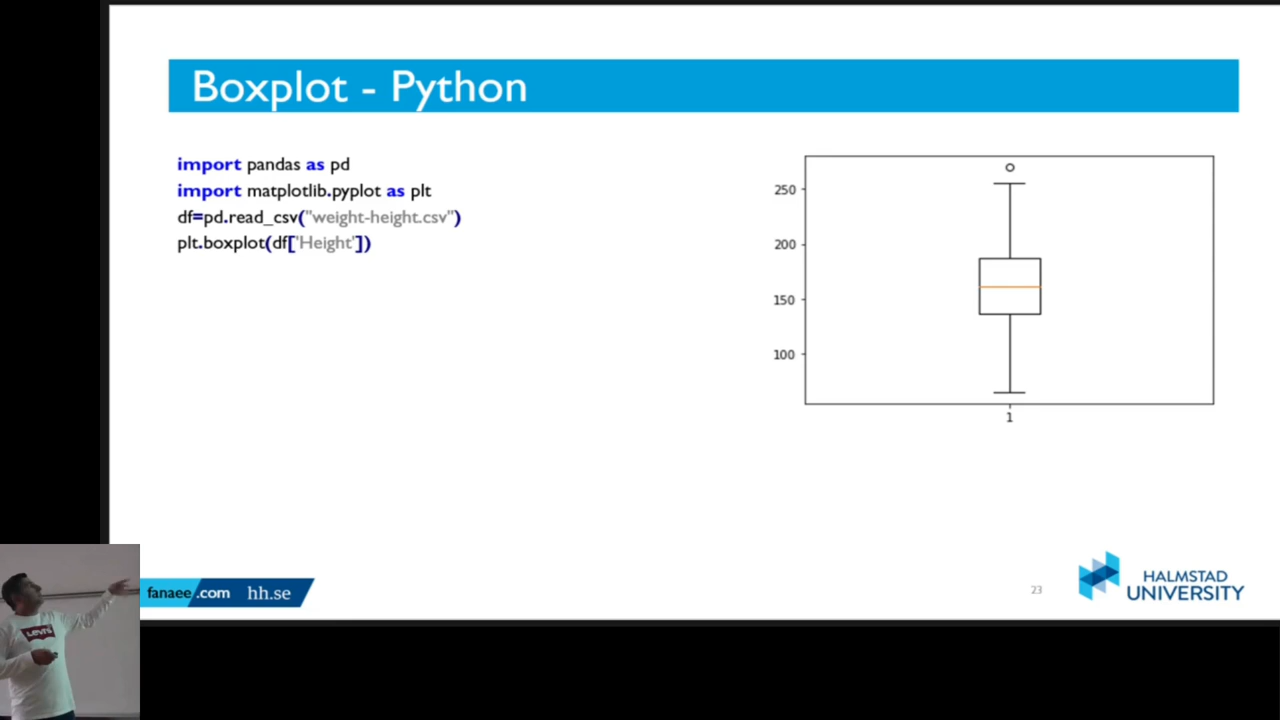 Boxplot - Python
import pandas as pd
import matplotlib.pyplot as plt
df=pd.read_csv("weight-height.csv")
plt.boxplot(df['Height'])
250
200
150
100
1
LEVI'S
fanaee.com hh.se
23
HALMSTAD
UNIVERSITY